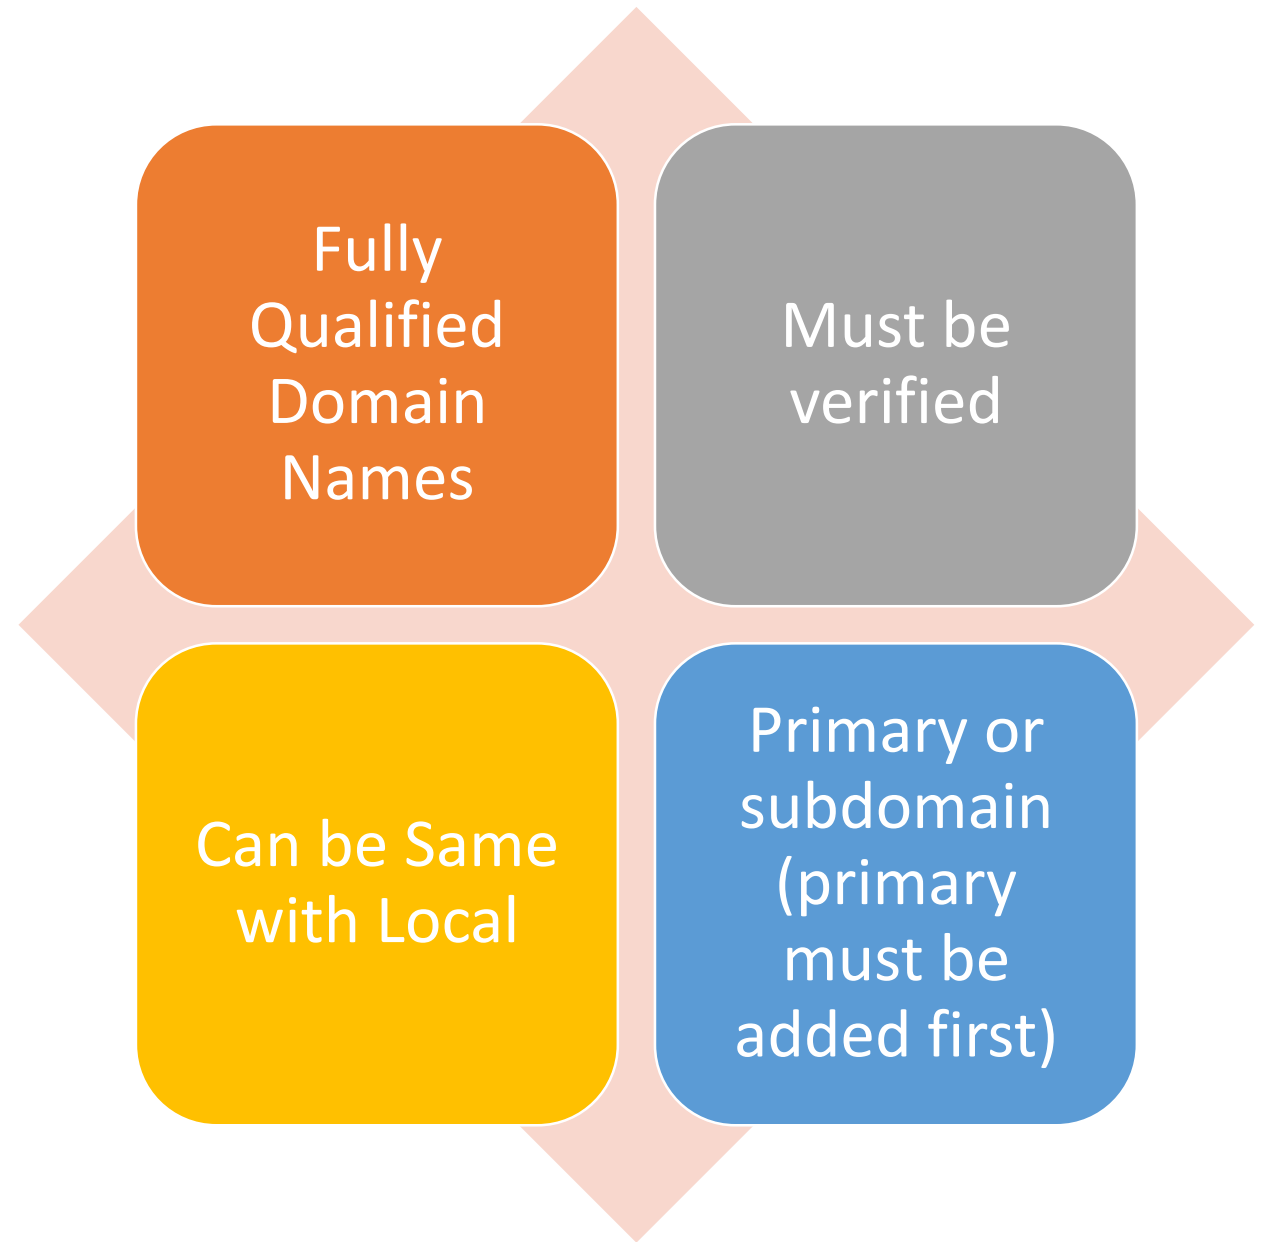 Fully
Qualified
Domain
Names
Must be
verified
Can be Same
with Local
Primary or
subdomain
(primary
must be
added first)